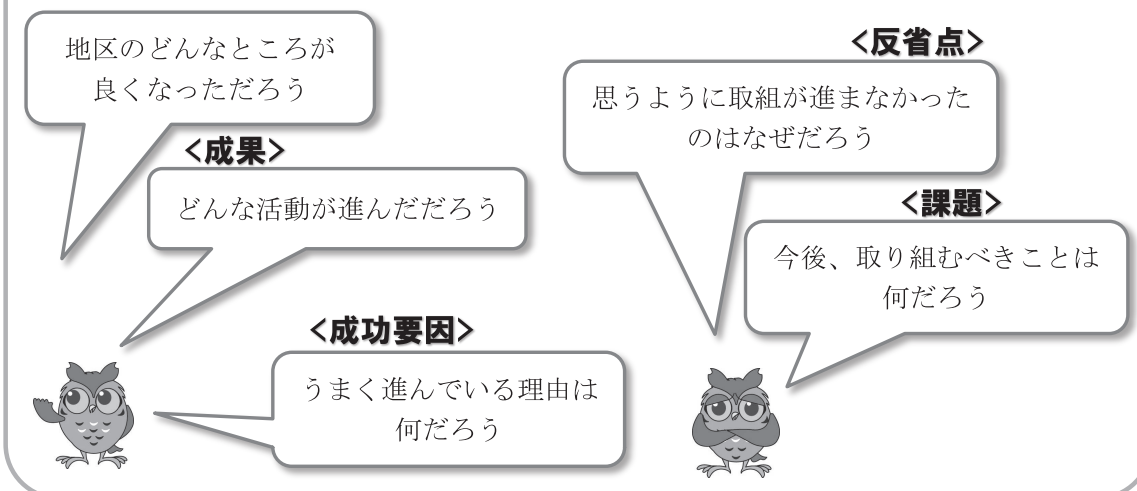 地区のどんなところが
良くなっただろう
<成果>
どんな活動が進んだだろう
<成功要因>
うまく進んでいる理由は
何だろう
<反省点>
思うように取組が進まなかった
のはなぜだろう
<課題>
今後、取り組むべきことは
何だろう